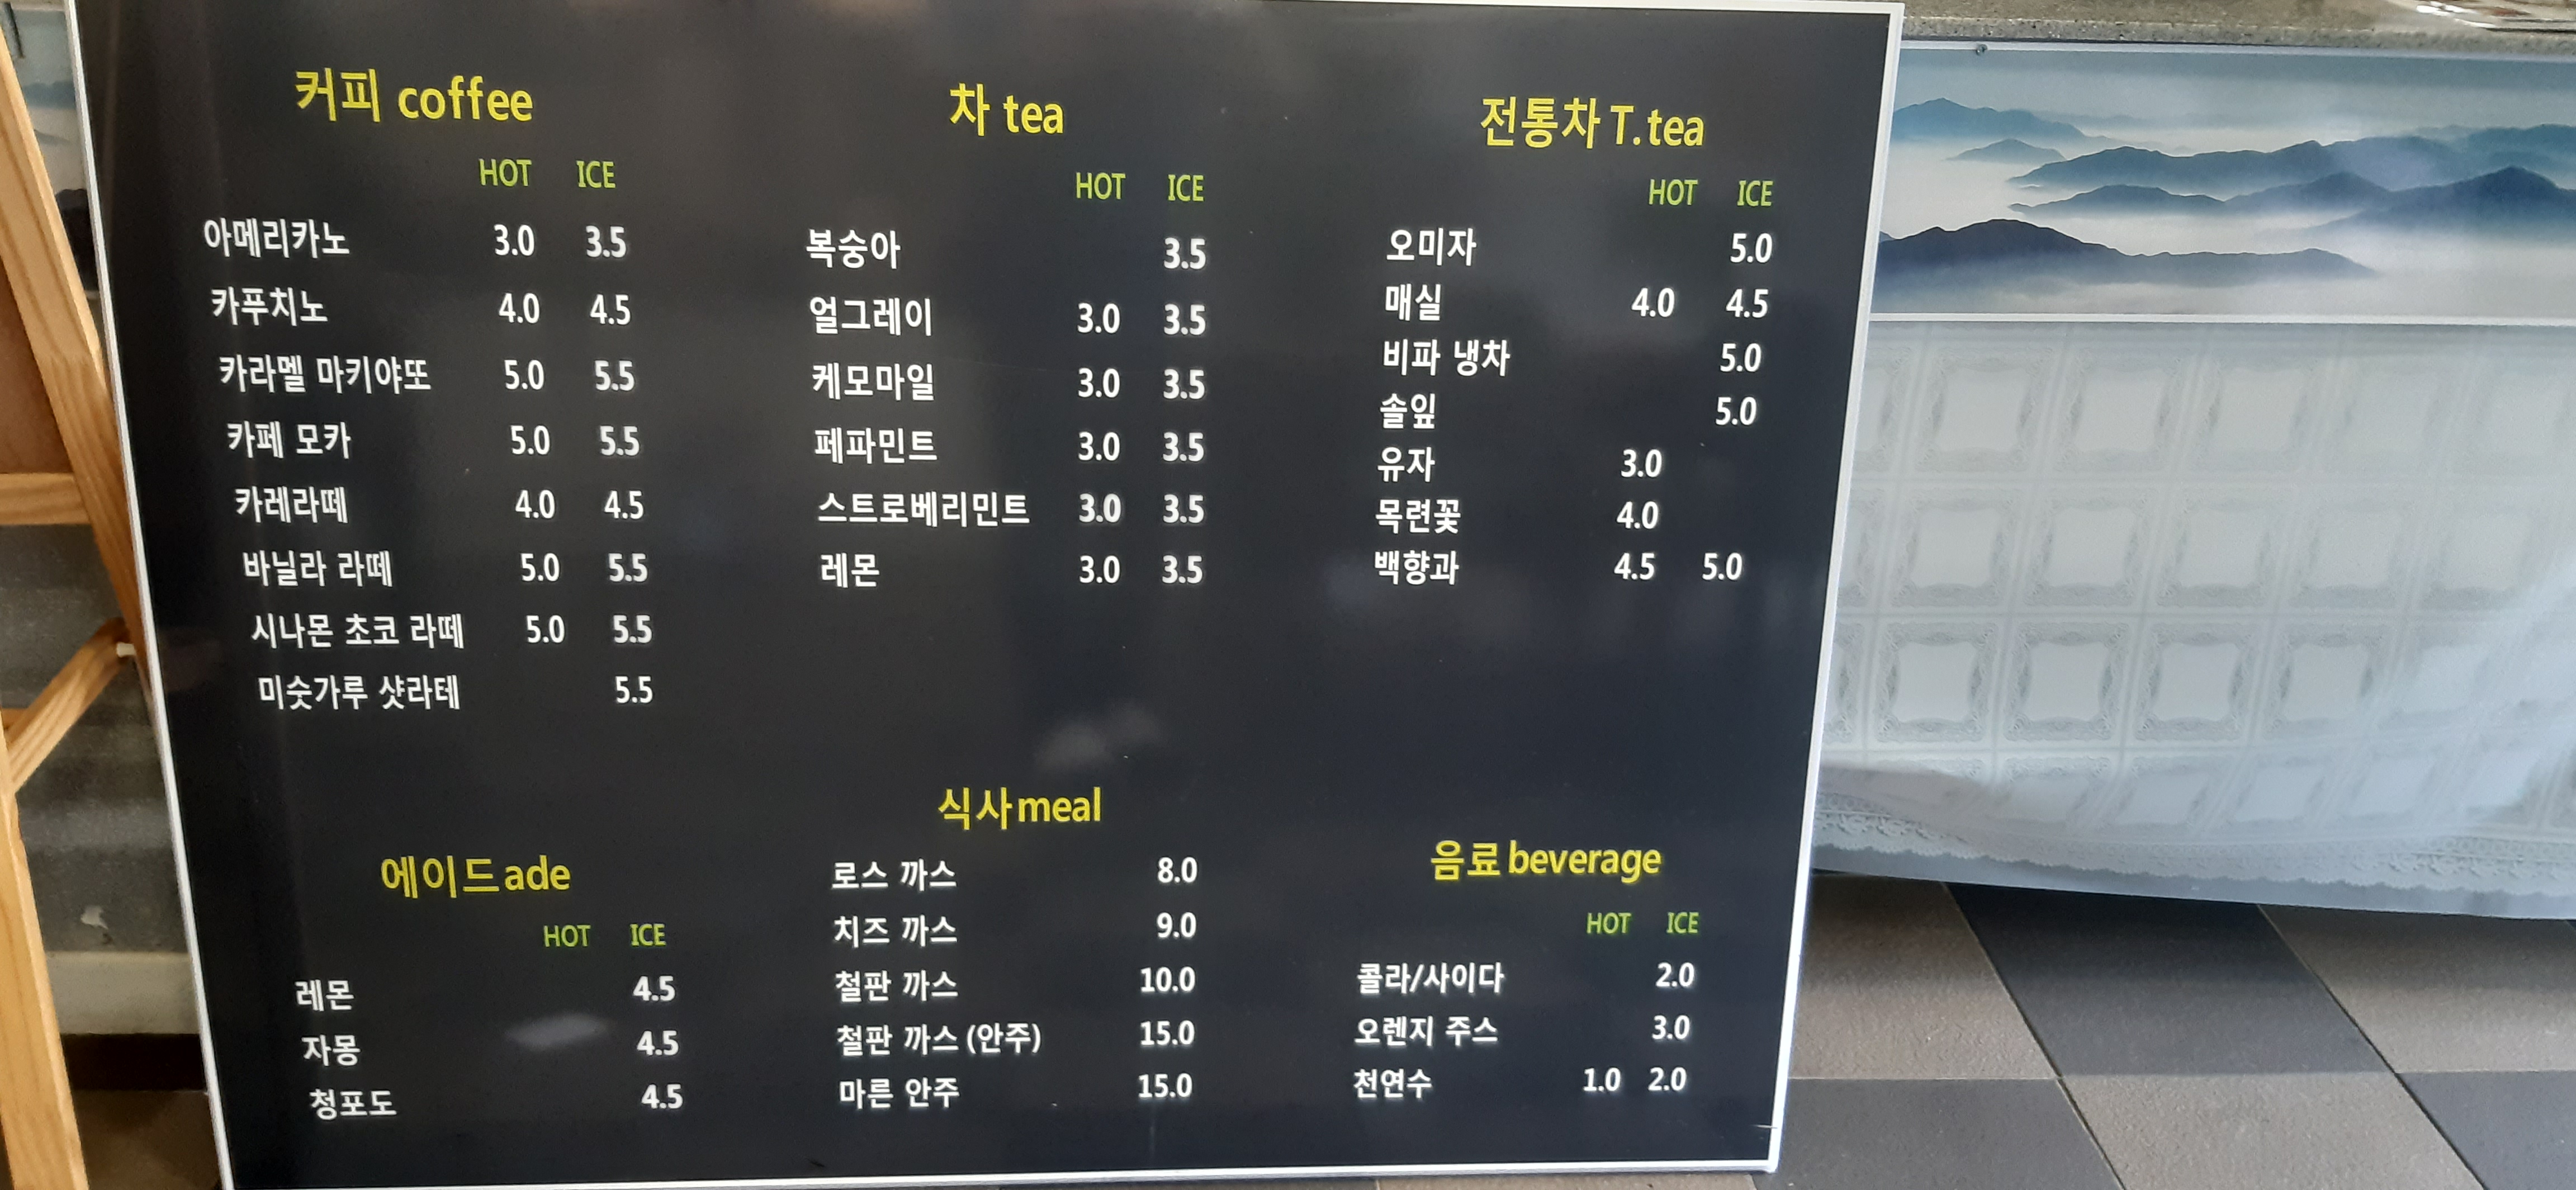 커피 coffee
HOT ICE
아메리카노 3.0 3.5
카푸치노 4.0 4.5
카라멜 마키야또 5.0 5.5
카페 모카 5.0 5.5
카레라떼 4.0 4.5
바닐라 라떼 5.0 5.5
시나몬 초코 라떼 5.0 5.5
미숫가루 샷라테 5.5
차 tea
HOT ICE
복숭아 3.5
얼그레이 3.0 3.5
케모마일 3.0 3.5
페파민트 3.0 3.5
스트로베리민트 3.0 3.5
레몬 3.0 3.5
전통차 T.tea
HOT ICE
오미자 5.0
매실 4.0 4.5
비파 냉차 5.0
솔잎 5.0
유자 3.0
목련꽃 4.0
백향과 4.5 5.0
에이드 ade
HOT ICE
레몬 4.5
자몽 4.5
청포도 4.5
식사 meal
로스 까스 8.0
치즈 까스 9.0
철판 까스 10.0
철판 까스 (안주) 15.0
마른 안주 15.0
음료 beverage
HOT ICE
콜라/사이다 2.0
오렌지 주스 3.0
천연수 1.0 2.0